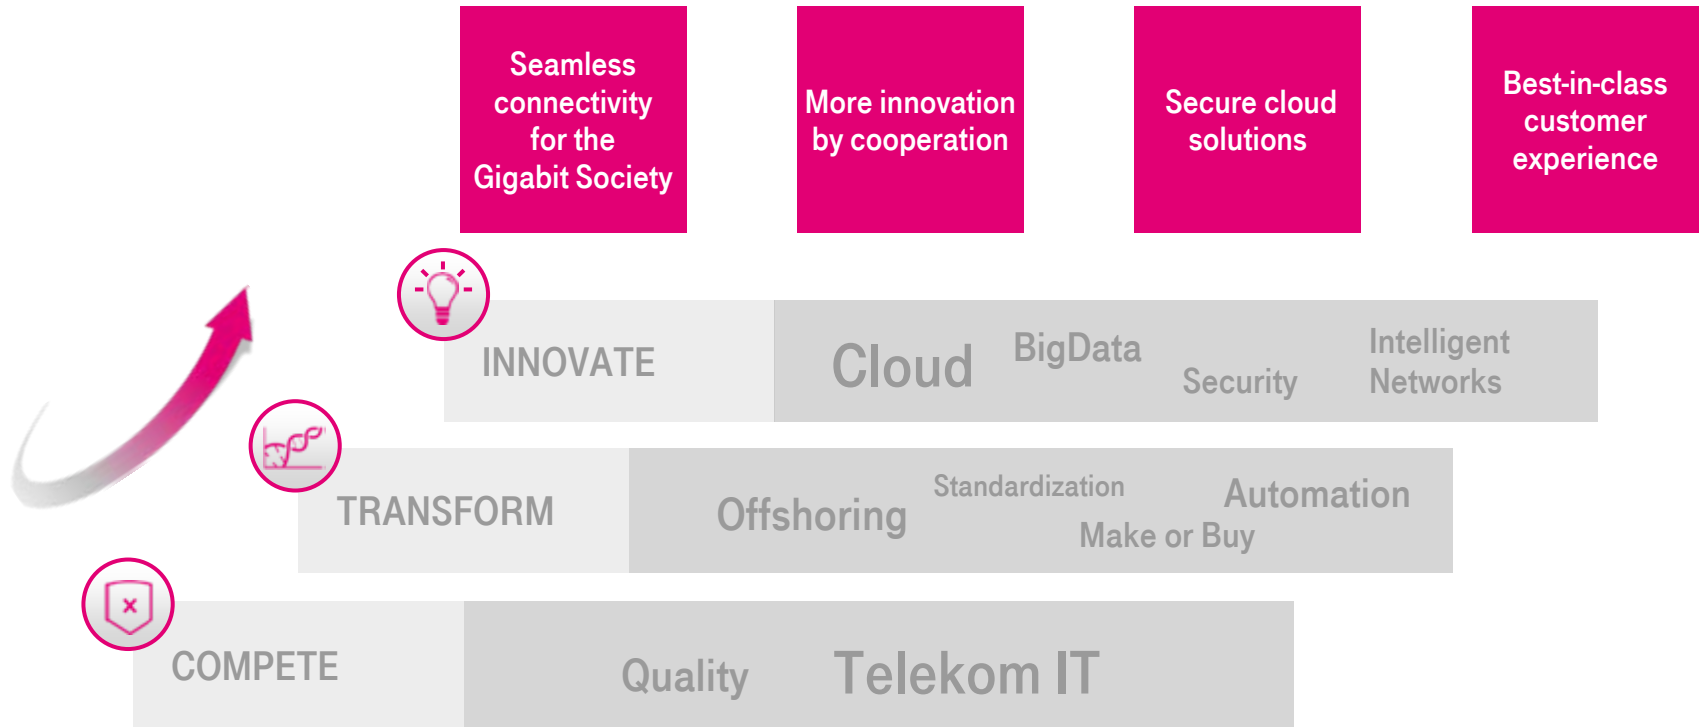 Seamless
connectivity
for the
Gigabit Society
More innovation
by cooperation
Secure cloud
solutions
Best-in-class
customer
experience
INNOVATE
Cloud
BigData
Security
Intelligent
Networks
TRANSFORM
Offshoring
Standardization
Make or Buy
Automation
COMPETE
Quality
Telekom IT